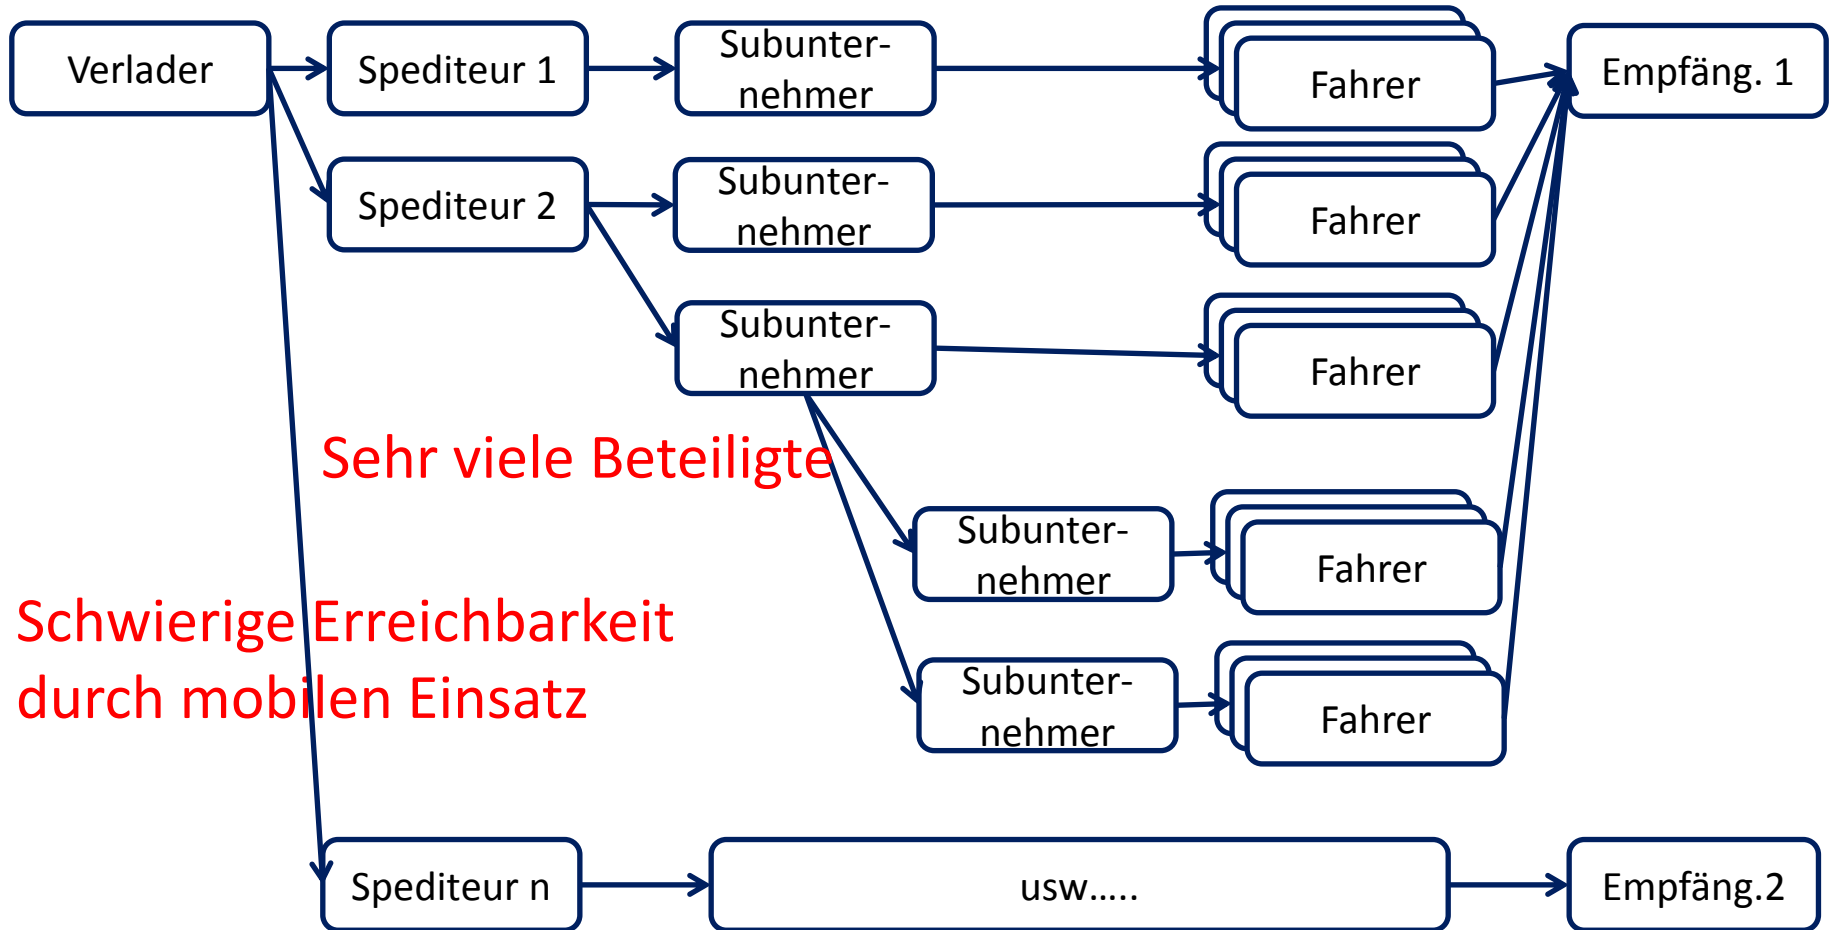 Verlader
Spediteur 1
Subunter-
nehmer
Fahrer
Empfäng. 1
Spediteur 2
Subunter-
nehmer
Fahrer
Subunter-
nehmer
Fahrer
Sehr viele Beteiligte
Subunter-
nehmer
Fahrer
Schwierige Erreichbarkeit
durch mobilen Einsatz
Subunter-
nehmer
Fahrer
Spediteur n
usw.....
Empfäng.2